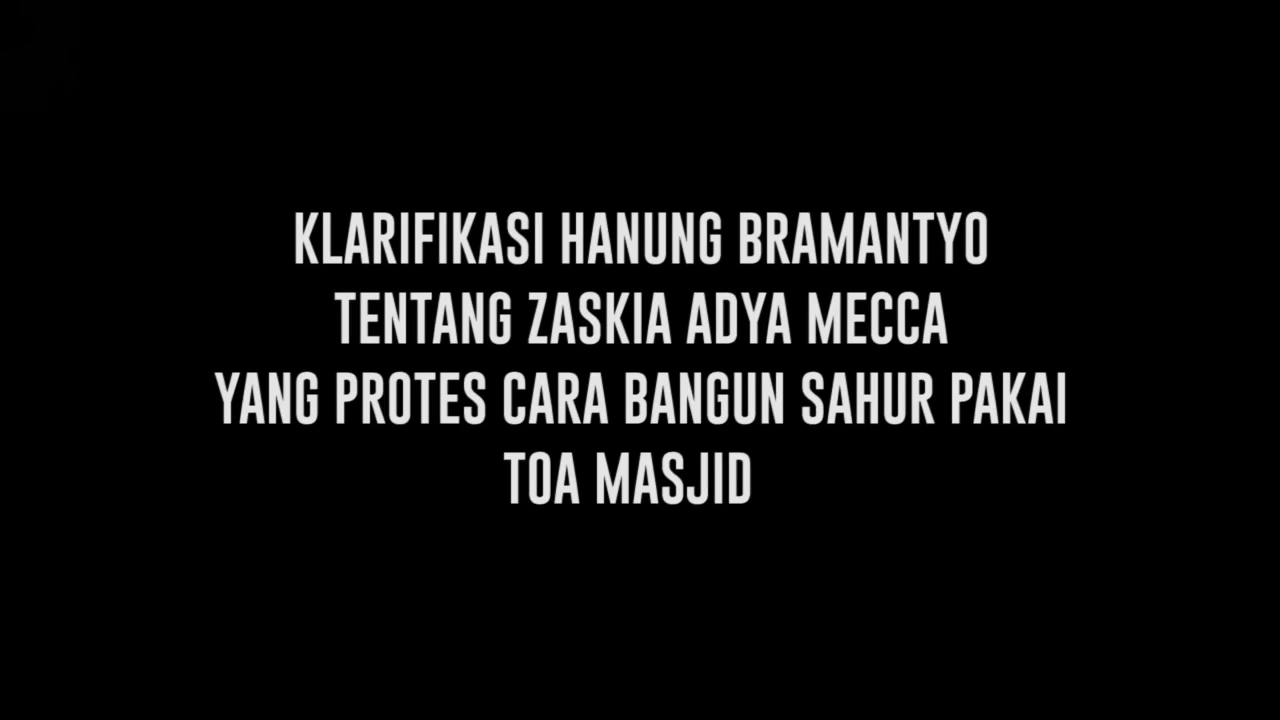 KLARIFIKASI HANUNG BRAMANTYO
TENTANG ZASKIA ADYA MECCA
YANG PROTES CARA BANGUN SAHUR PAKAI
TOA MASJID